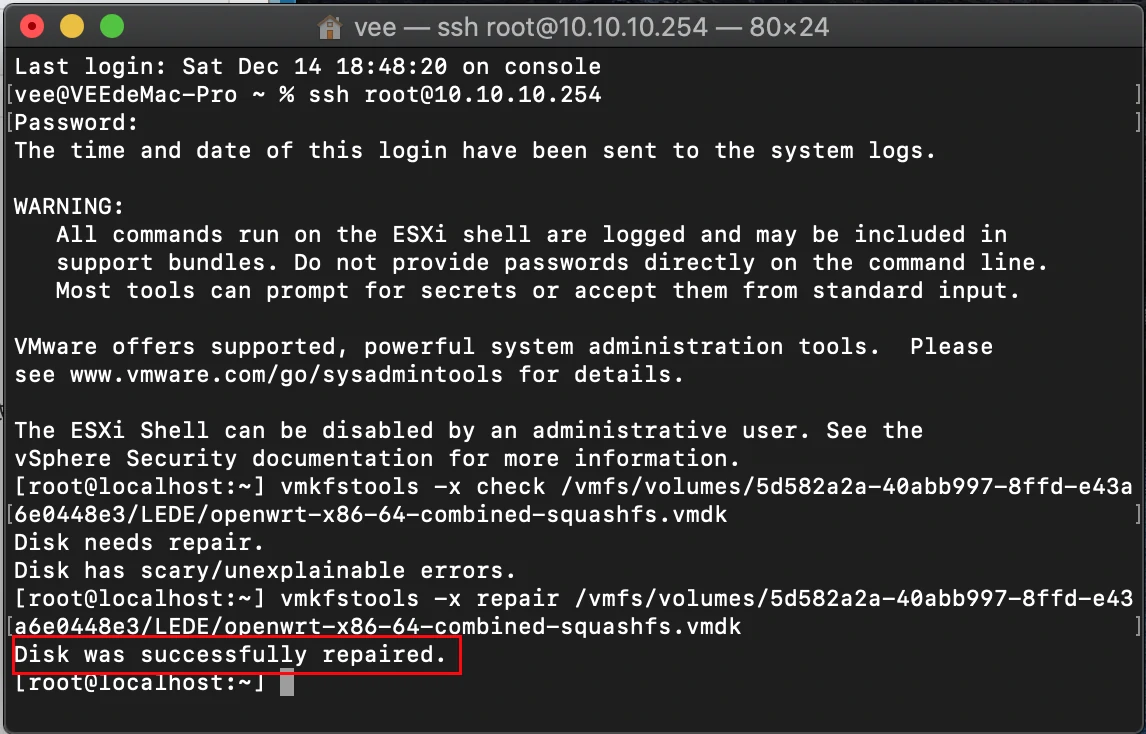 vee — ssh root@10.10.10.254 — 80×24
Last login: Sat Dec 14 18:48:20 on console
[vee@VEEdeMac-Pro ~ % ssh root@10.10.10.254 ]
[Password: ]
The time and date of this login have been sent to the system logs.
WARNING:
All commands run on the ESXi shell are logged and may be included in
support bundles. Do not provide passwords directly on the command line.
Most tools can prompt for secrets or accept them from standard input.
VMware offers supported, powerful system administration tools.  Please
see www.vmware.com/go/sysadmintools for details.
The ESXi Shell can be disabled by an administrative user. See the
vSphere Security documentation for more information.
[root@localhost:~] vmkfstools -x check /vmfs/volumes/5d582a2a-40abb997-8ffd-e43a
[6e0448e3/LEDE/openwrt-x86-64-combined-squashfs.vmdk ]
Disk needs repair.
Disk has scary/unexplainable errors.
[root@localhost:~] vmkfstools -x repair /vmfs/volumes/5d582a2a-40abb997-8ffd-e43
[a6e0448e3/LEDE/openwrt-x86-64-combined-squashfs.vmdk ]
Disk was successfully repaired.
[root@localhost:~]